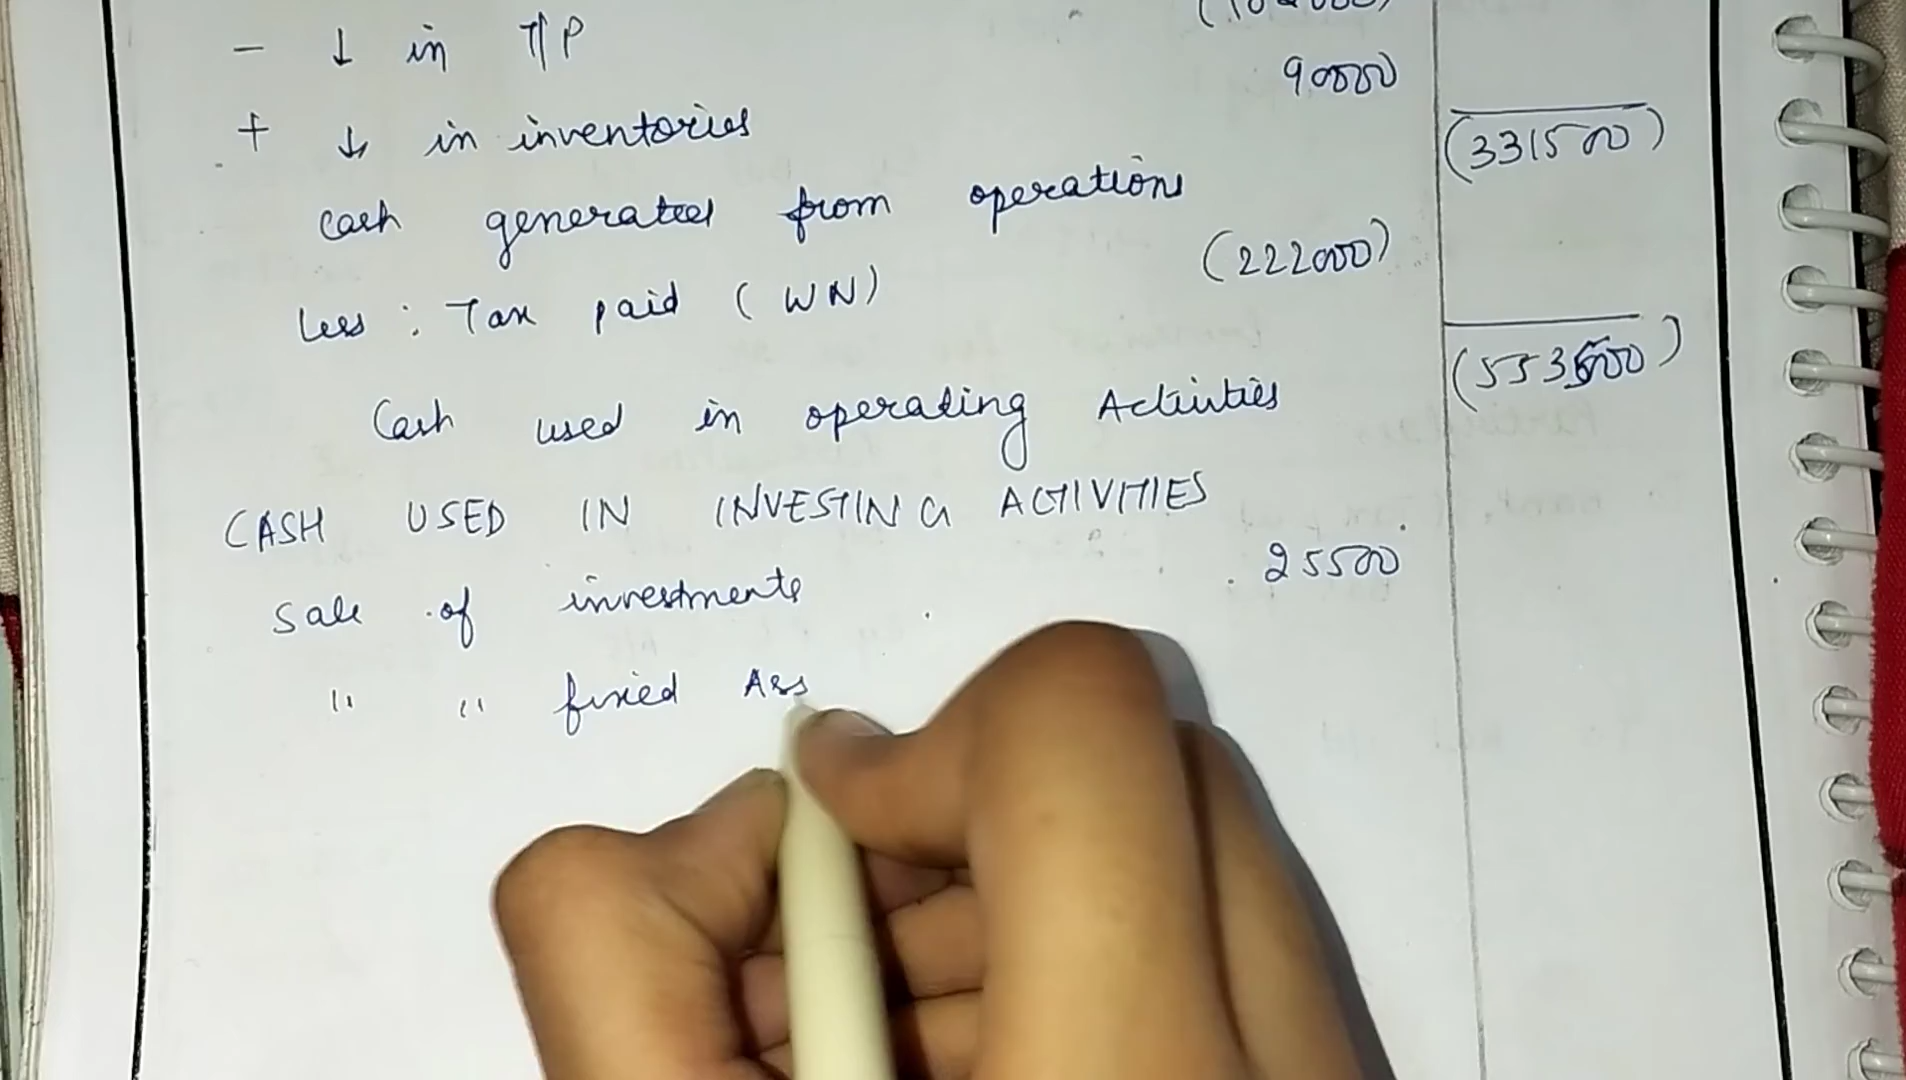 - ↓ in T/P
+ ↓ in inventories 90000
(331500)
cash generated from operations
Less : Tax paid (WN) (222000)
Cash used in operating Activities (553500)
CASH USED IN INVESTING ACTIVITIES
Sale of investments 25500
" " fixed Ass